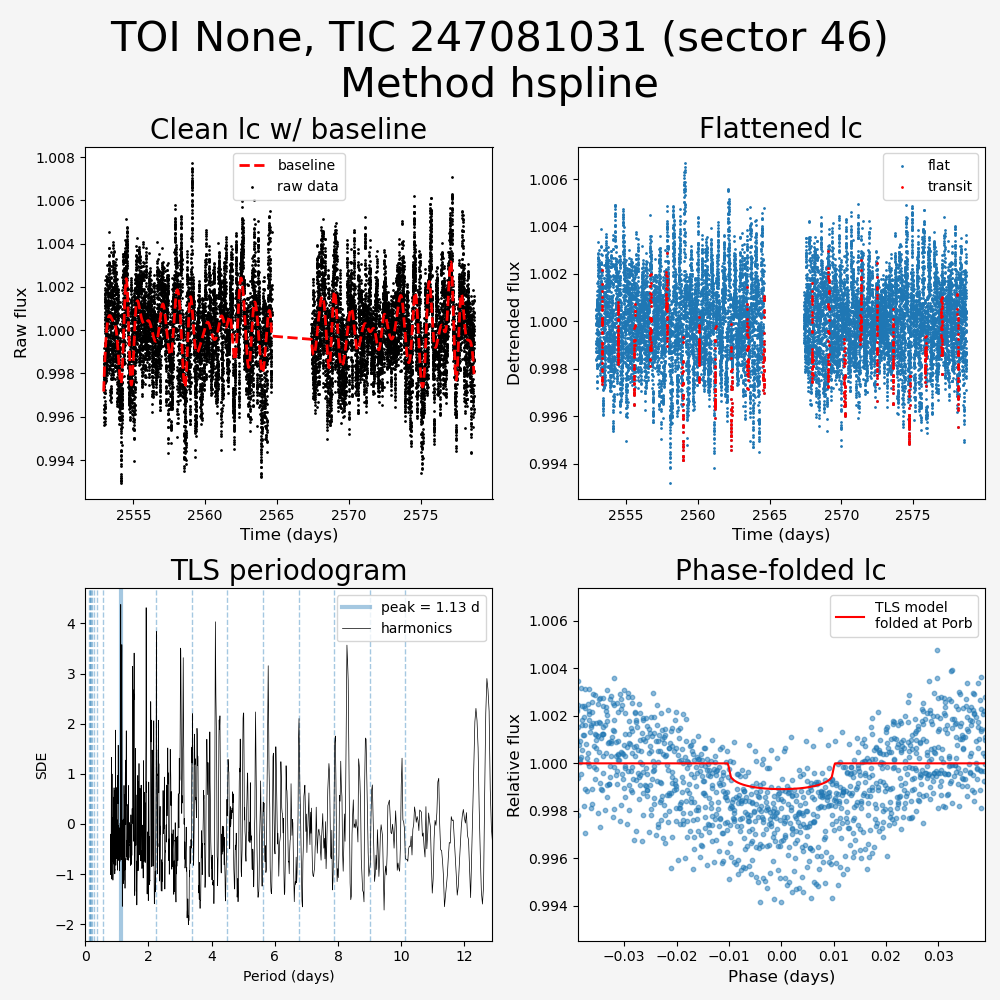 TOI None, TIC 247081031 (sector 46)
Method hspline
Clean lc w/ baseline
Flattened lc
1.008
1.006
1.004
1.002
1.000
0.998
0.996
0.994
Raw flux
baseline
raw data
2555
2560
2565
2570
2575
Time (days)
1.006
1.004
1.002
1.000
0.998
0.996
0.994
Detrended flux
flat
transit
2555
2560
2565
2570
2575
Time (days)
TLS periodogram
Phase-folded lc
4
3
2
1
0
−1
−2
SDE
peak = 1.13 d
harmonics
0
2
4
6
8
10
12
Period (days)
1.006
1.004
1.002
1.000
0.998
0.996
0.994
Relative flux
TLS model
folded at Porb
−0.03
−0.02
−0.01
0.00
0.01
0.02
0.03
Phase (days)